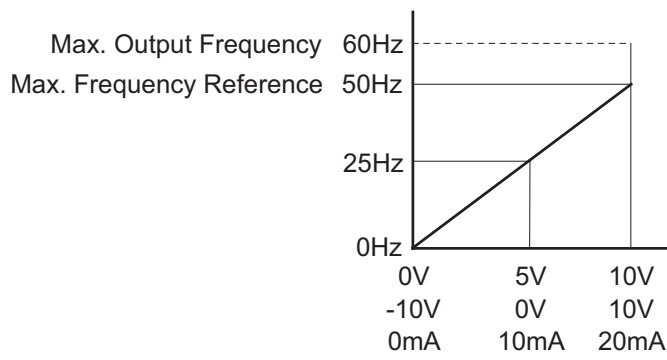 Max. Output Frequency 60Hz
Max. Frequency Reference 50Hz
25Hz
0Hz
0V 5V 10V
-10V 0V 10V
0mA 10mA 20mA